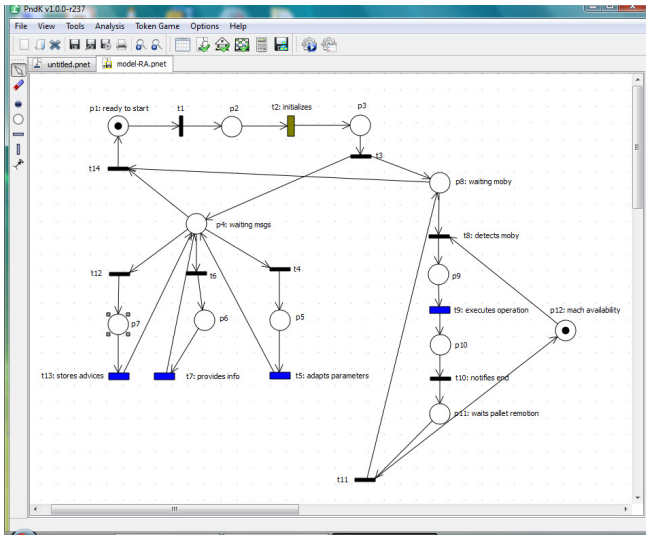 PndK v1.0.0-r237
File View Tools Analysis Token Game Options Help
untitled.pnet model-RA.pnet
p1: ready to start t1 p2 t2: initializes p3
t3
t14
p8: waiting moby
p4: waiting msgs
t8: detects moby
t12 t6 t4
p9
t9: executes operation p12: mach availability
p7 p6 p5
p10
t13: stores advices t7: provides info t5: adapts parameters
t10: notifies end
p11: waits pallet remotion
t11